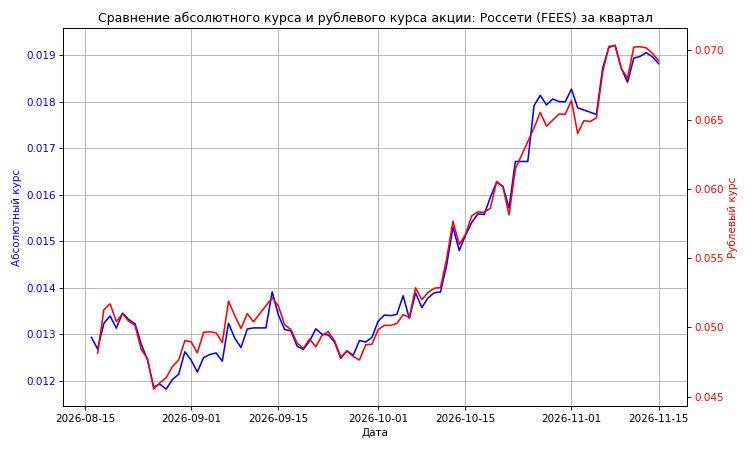 Сравнение абсолютного курса и рублевого курса акции: Россети (FEES) за квартал
0.019
0.018
0.017
0.016
0.015
0.014
0.013
0.012
Абсолютный курс
0.070
0.065
0.060
0.055
0.050
0.045
Рублевый курс
2026-08-15 2026-09-01 2026-09-15 2026-10-01 2026-10-15 2026-11-01 2026-11-15
Дата